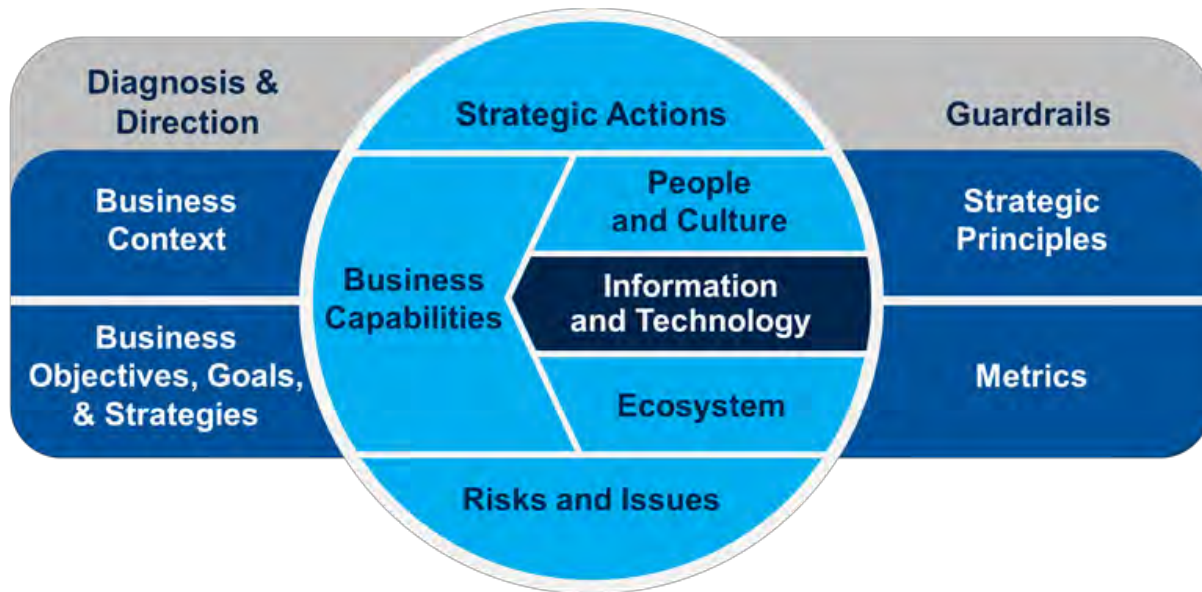 Diagnosis &
Direction
Business
Context
Business
Objectives, Goals,
& Strategies
Strategic Actions
Business
Capabilities
People
and Culture
Information
and Technology
Ecosystem
Risks and Issues
Guardrails
Strategic
Principles
Metrics